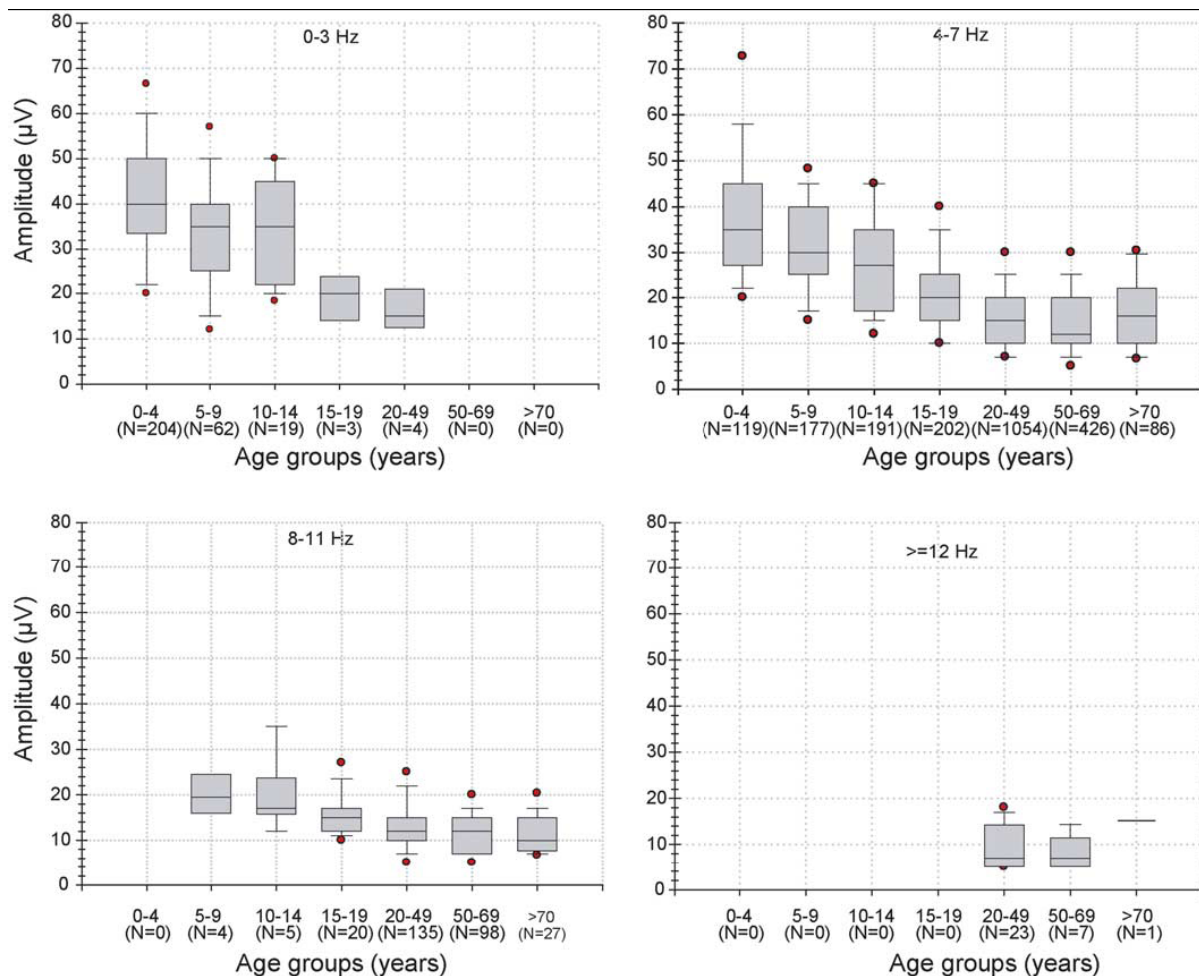 0-3 Hz
Amplitude (µV)
80
70
60
50
40
30
20
10
0
0-4 5-9 10-14 15-19 20-49 50-69 >70
(N=204) (N=62) (N=19) (N=3) (N=4) (N=0) (N=0)
Age groups (years)
4-7 Hz
80
70
60
50
40
30
20
10
0
0-4 5-9 10-14 15-19 20-49 50-69 >70
(N=119) (N=177) (N=191) (N=202) (N=1054) (N=426) (N=86)
Age groups (years)
8-11 Hz
Amplitude (µV)
80
70
60
50
40
30
20
10
0
0-4 5-9 10-14 15-19 20-49 50-69 >70
(N=0) (N=4) (N=5) (N=20) (N=135) (N=98) (N=27)
Age groups (years)
>=12 Hz
80
70
60
50
40
30
20
10
0
0-4 5-9 10-14 15-19 20-49 50-69 >70
(N=0) (N=0) (N=0) (N=0) (N=23) (N=7) (N=1)
Age groups (years)